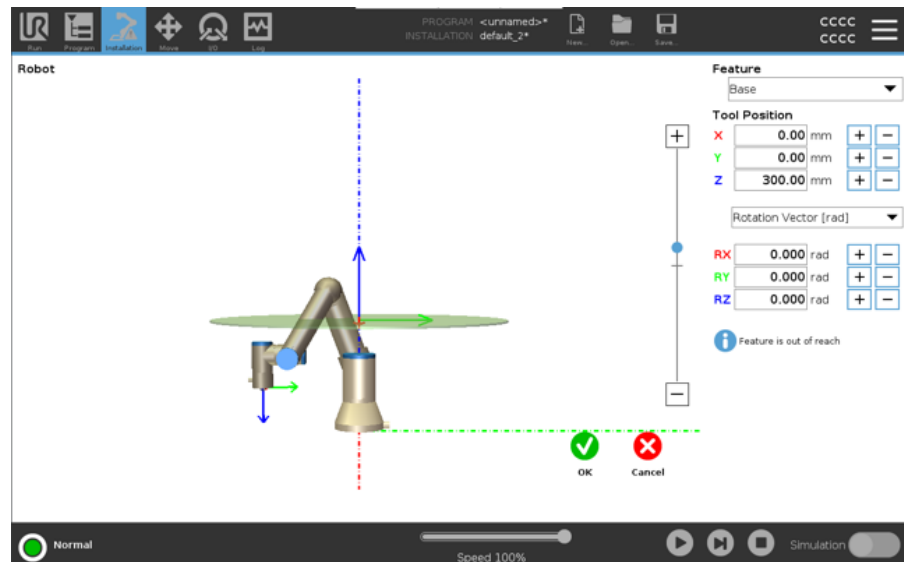 PROGRAM <unnamed>*
INSTALLATION default_2*
CCCC
CCCC
Run
Program
Installation
Move
I/O
Log
New...
Open...
Save...
Robot
Feature
Base
Tool Position
X 0.00 mm + −
Y 0.00 mm + −
Z 300.00 mm + −
Rotation Vector [rad]
RX 0.000 rad + −
RY 0.000 rad + −
RZ 0.000 rad + −
Feature is out of reach
+
−
OK
Cancel
Normal
Speed 100%
Simulation